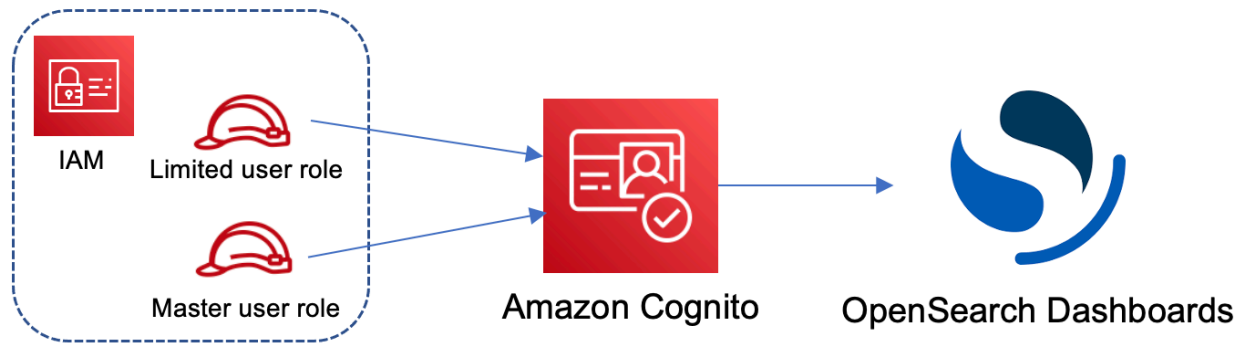 IAM
Limited user role
Master user role
Amazon Cognito
OpenSearch Dashboards